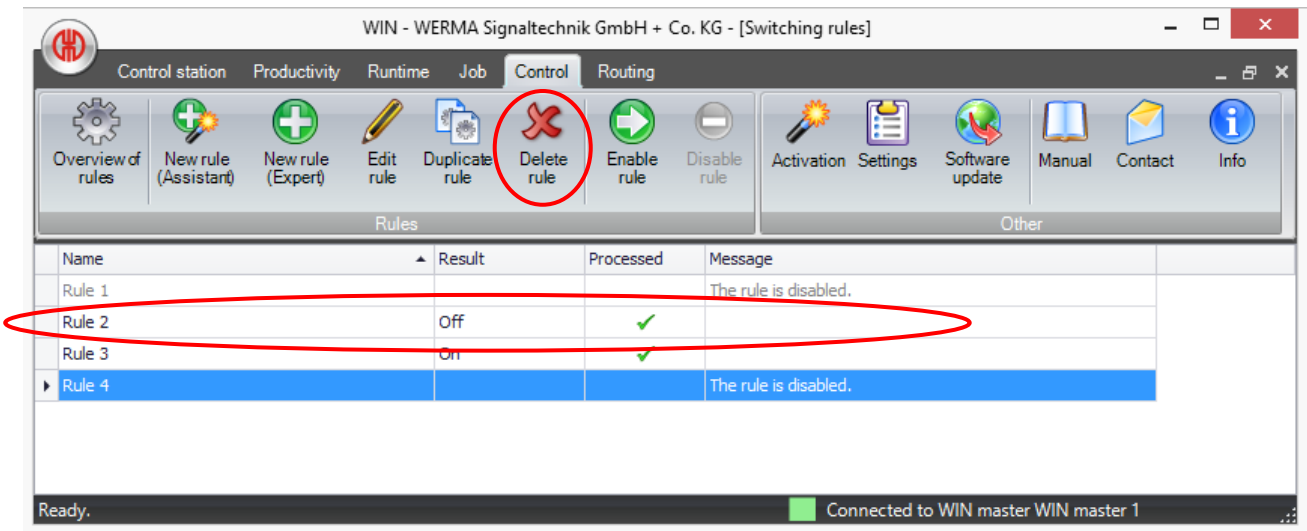 WIN - WERMA Signaltechnik GmbH + Co. KG - [Switching rules]
Control station Productivity Runtime Job Control Routing
Overview of rules
New rule (Assistant)
New rule (Expert)
Edit rule
Duplicate rule
Delete rule
Enable rule
Disable rule
Activation
Settings
Software update
Manual
Contact
Info
Rules
Other
Name Result Processed Message
Rule 1 The rule is disabled.
Rule 2 Off
Rule 3 On
Rule 4 The rule is disabled.
Ready. Connected to WIN master WIN master 1